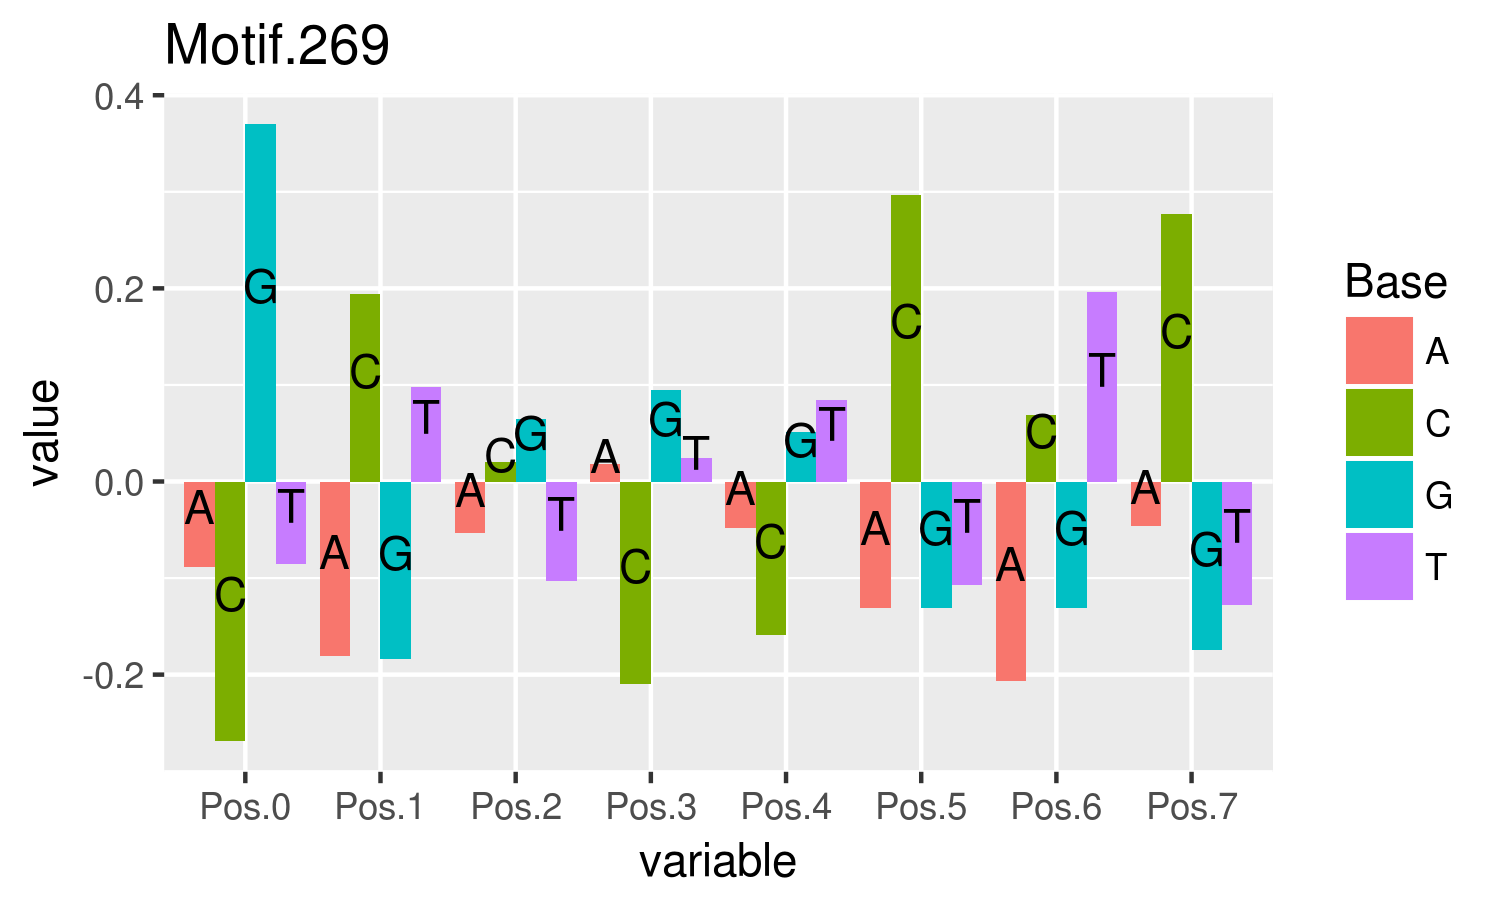 Motif.269
0.4
0.2
0.0
-0.2
value
A C G T
A C G T
A C G T
A C G T
A C G T
A C G T
A C G T
A C G T
Pos.0 Pos.1 Pos.2 Pos.3 Pos.4 Pos.5 Pos.6 Pos.7
variable
Base
A
C
G
T